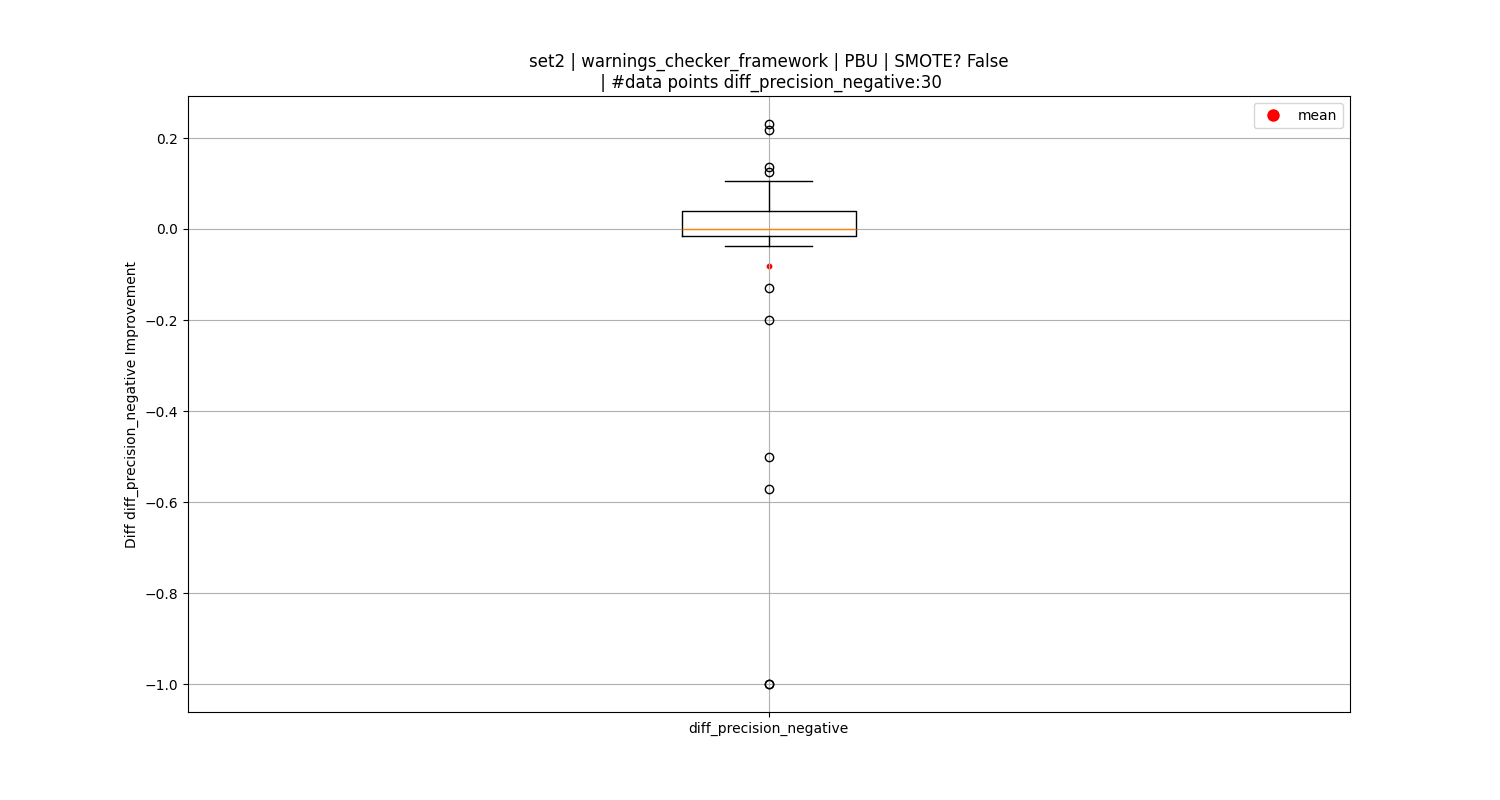 set2 | warnings_checker_framework | PBU | SMOTE? False
| #data points diff_precision_negative:30
mean
0.2
0.0
−0.2
−0.4
−0.6
−0.8
−1.0
Diff diff_precision_negative Improvement
diff_precision_negative